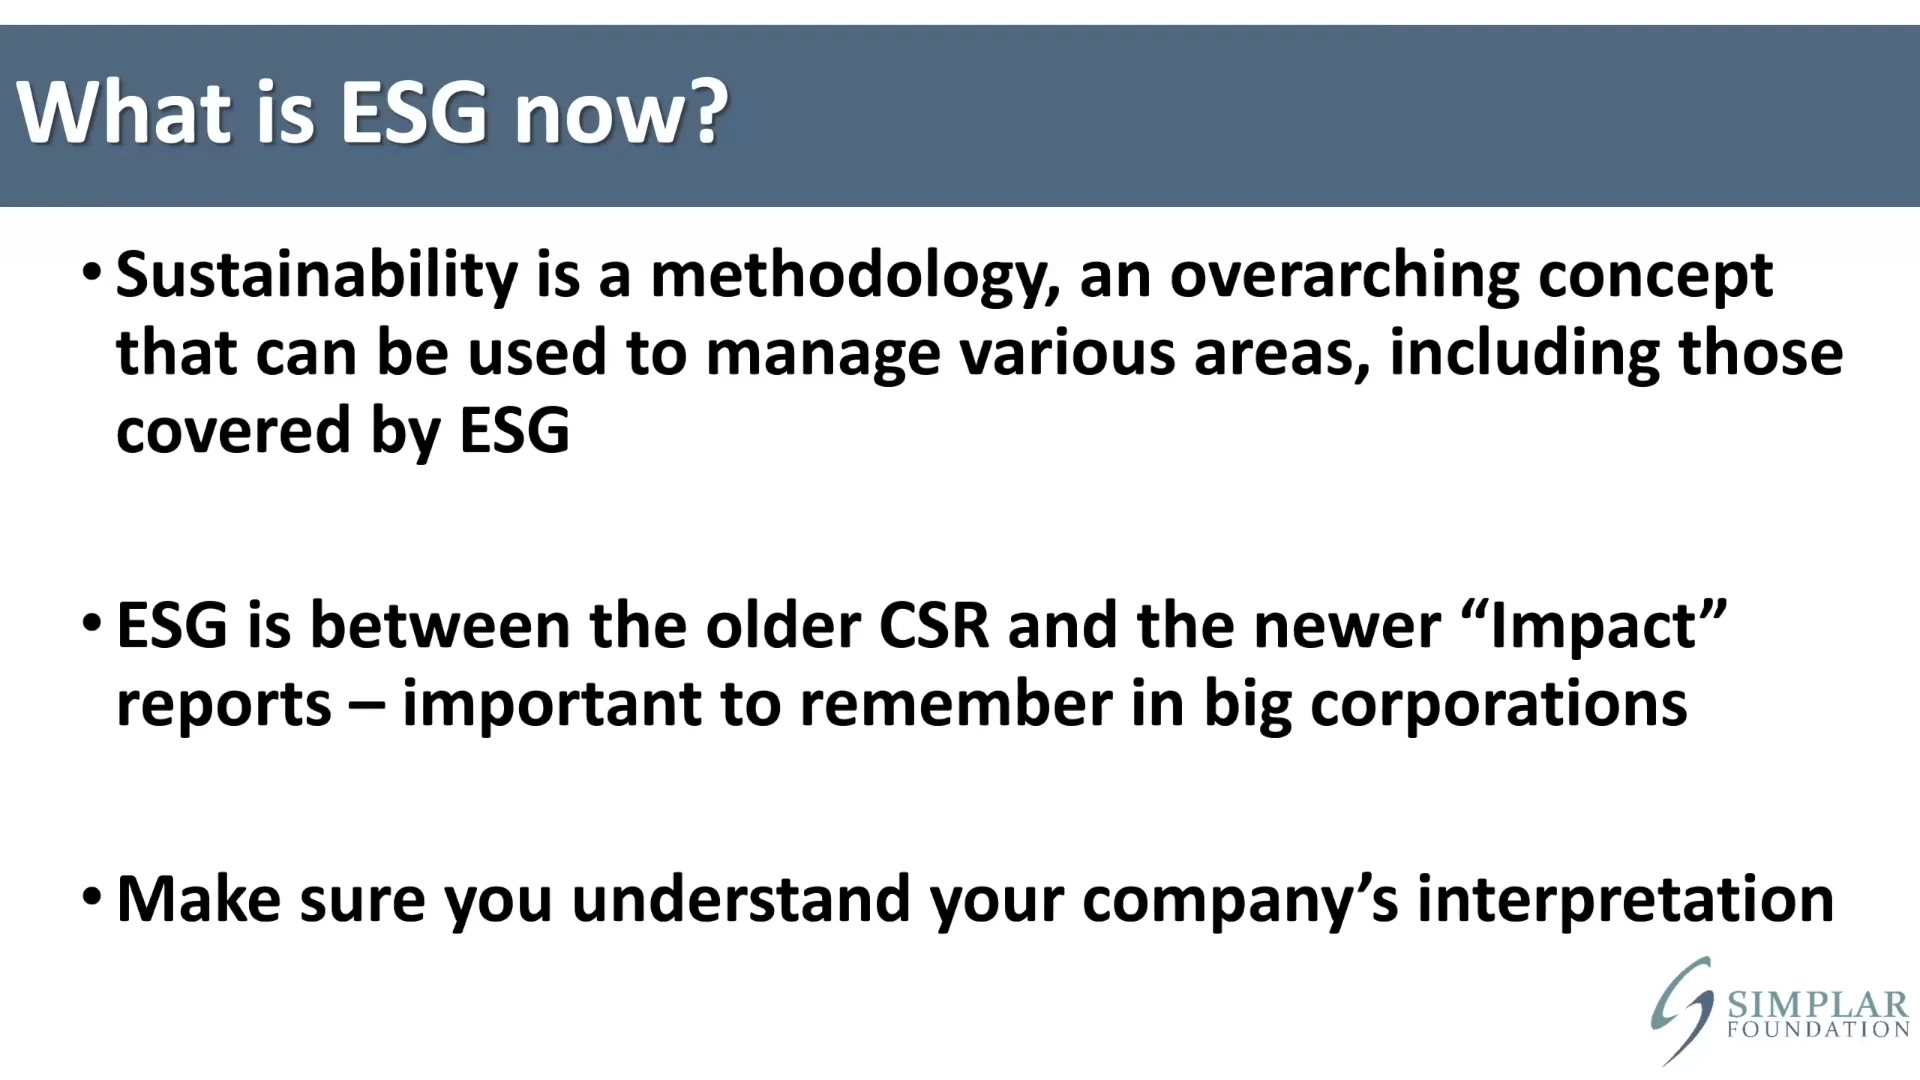 What is ESG now?
• Sustainability is a methodology, an overarching concept
that can be used to manage various areas, including those
covered by ESG
• ESG is between the older CSR and the newer “Impact”
reports – important to remember in big corporations
• Make sure you understand your company’s interpretation
SIMPLAR
FOUNDATION